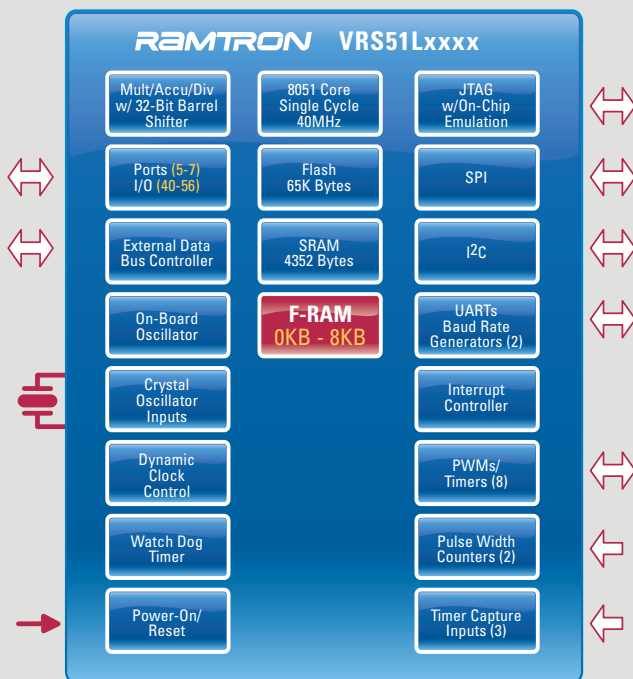 RAMTRON VRS51Lxxxx
Mult/Accu/Div
w/ 32-Bit Barrel
Shifter
8051 Core
Single Cycle
40MHz
JTAG
w/On-Chip
Emulation
Ports (5-7)
I/O (40-56)
Flash
65K Bytes
SPI
External Data
Bus Controller
SRAM
4352 Bytes
I²C
On-Board
Oscillator
F-RAM
0KB - 8KB
UARTs
Baud Rate
Generators (2)
Crystal
Oscillator
Inputs
Interrupt
Controller
Dynamic
Clock
Control
PWMs/
Timers (8)
Watch Dog
Timer
Pulse Width
Counters (2)
Power-On/
Reset
Timer Capture
Inputs (3)